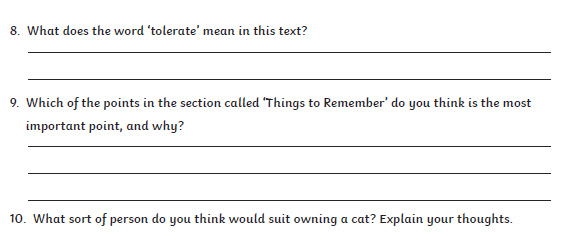 8. What does the word ‘tolerate’ mean in this text?
9. Which of the points in the section called ‘Things to Remember’ do you think is the most
important point, and why?
10. What sort of person do you think would suit owning a cat? Explain your thoughts.